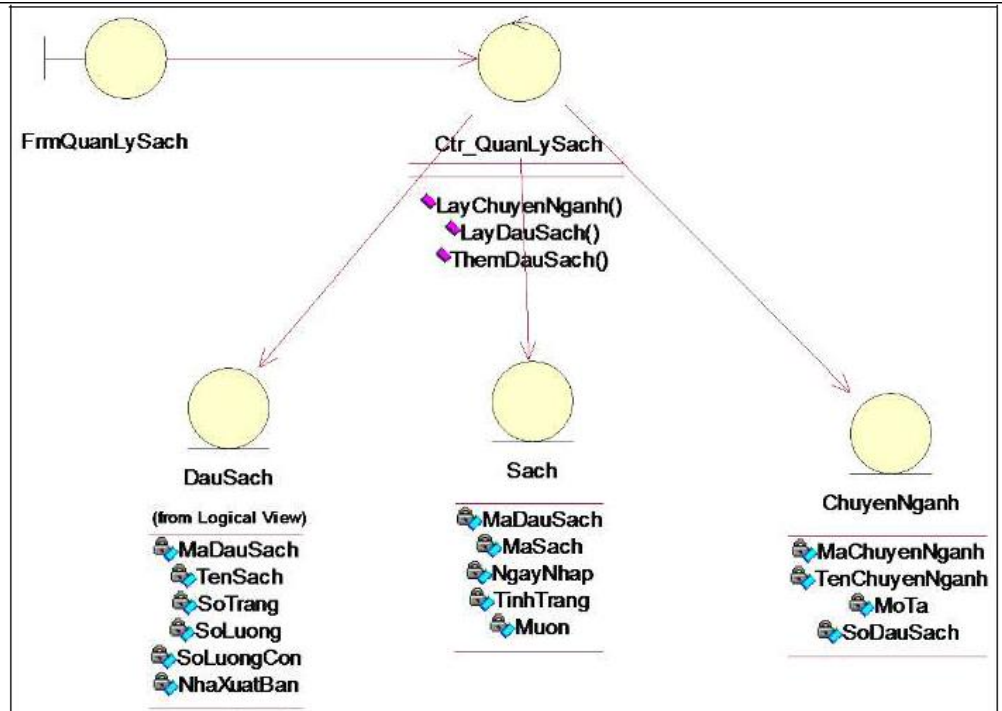 FrmQuanLySach
Ctr_QuanLySach
LayChuyenNganh()
LayDauSach()
ThemDauSach()
DauSach
(from Logical View)
MaDauSach
TenSach
SoTrang
SoLuong
SoLuongCon
NhaXuatBan
Sach
MaDauSach
MaSach
NgayNhap
TinhTrang
Muon
ChuyenNganh
MaChuyenNganh
TenChuyenNganh
MoTa
SoDauSach